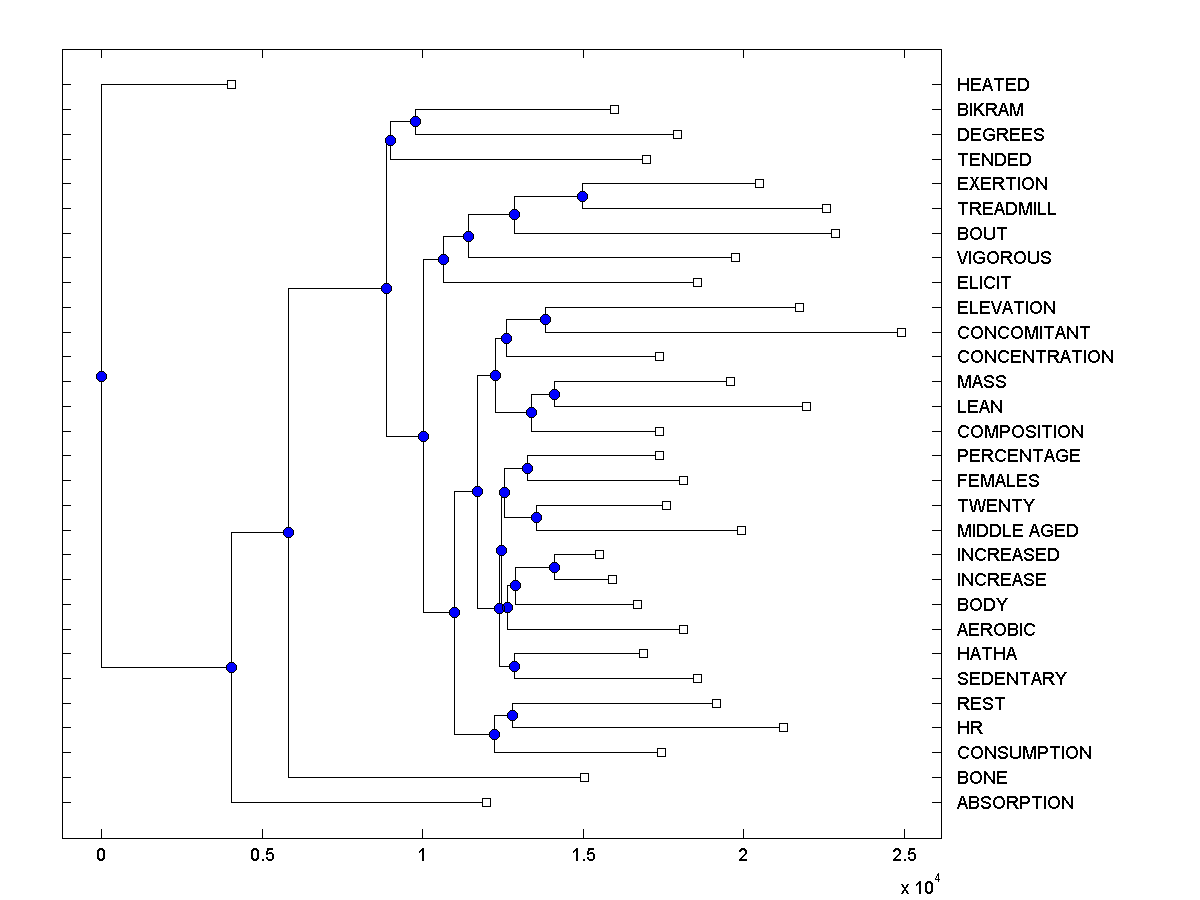 HEATED
BIKRAM
DEGREES
TENDED
EXERTION
TREADMILL
BOUT
VIGOROUS
ELICIT
ELEVATION
CONCOMITANT
CONCENTRATION
MASS
LEAN
COMPOSITION
PERCENTAGE
FEMALES
TWENTY
MIDDLE AGED
INCREASED
INCREASE
BODY
AEROBIC
HATHA
SEDENTARY
REST
HR
CONSUMPTION
BONE
ABSORPTION
0 0.5 1 1.5 2 2.5
x 10^4